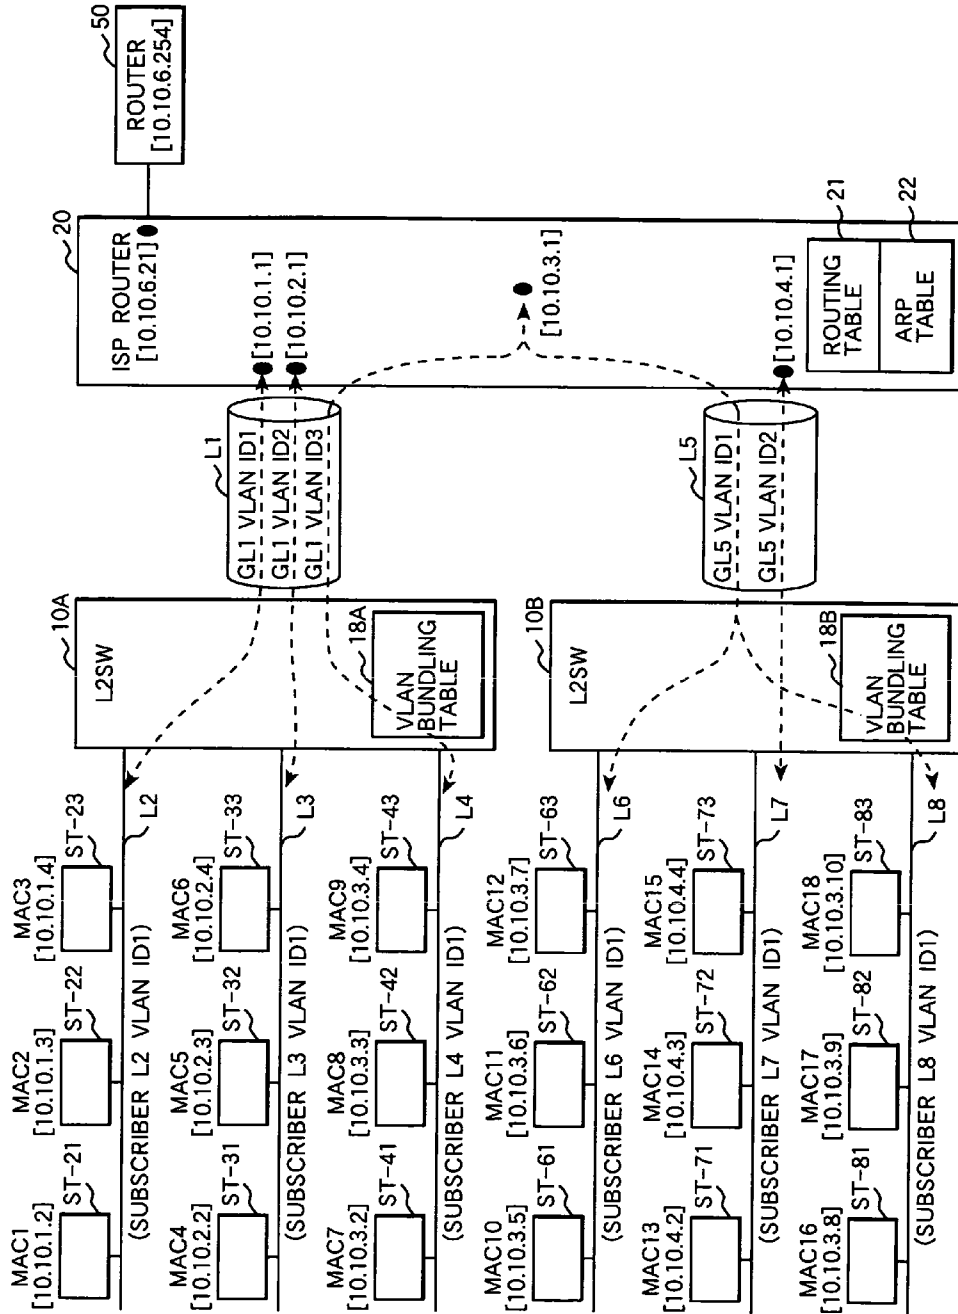 MAC1
[10.10.1.2]
ST-21
MAC2
[10.10.1.3]
ST-22
MAC3
[10.10.1.4]
ST-23
(SUBSCRIBER L2 VLAN ID1)
L2
MAC4
[10.10.2.2]
ST-31
MAC5
[10.10.2.3]
ST-32
MAC6
[10.10.2.4]
ST-33
(SUBSCRIBER L3 VLAN ID1)
L3
MAC7
[10.10.3.2]
ST-41
MAC8
[10.10.3.3]
ST-42
MAC9
[10.10.3.4]
ST-43
(SUBSCRIBER L4 VLAN ID1)
L4
MAC10
[10.10.3.5]
ST-61
MAC11
[10.10.3.6]
ST-62
MAC12
[10.10.3.7]
ST-63
(SUBSCRIBER L6 VLAN ID1)
L6
MAC13
[10.10.4.2]
ST-71
MAC14
[10.10.4.3]
ST-72
MAC15
[10.10.4.4]
ST-73
(SUBSCRIBER L7 VLAN ID1)
L7
MAC16
[10.10.3.8]
ST-81
MAC17
[10.10.3.9]
ST-82
MAC18
[10.10.3.10]
ST-83
(SUBSCRIBER L8 VLAN ID1)
L8
10A
L2SW
18A
VLAN
BUNDLING
TABLE
10B
L2SW
18B
VLAN
BUNDLING
TABLE
L1
GL1 VLAN ID1
GL1 VLAN ID2
GL1 VLAN ID3
L5
GL5 VLAN ID1
GL5 VLAN ID2
20
ISP ROUTER
[10.10.6.21]
[10.10.1.1]
[10.10.2.1]
[10.10.3.1]
[10.10.4.1]
21
ROUTING
TABLE
22
ARP
TABLE
50
ROUTER
[10.10.6.254]